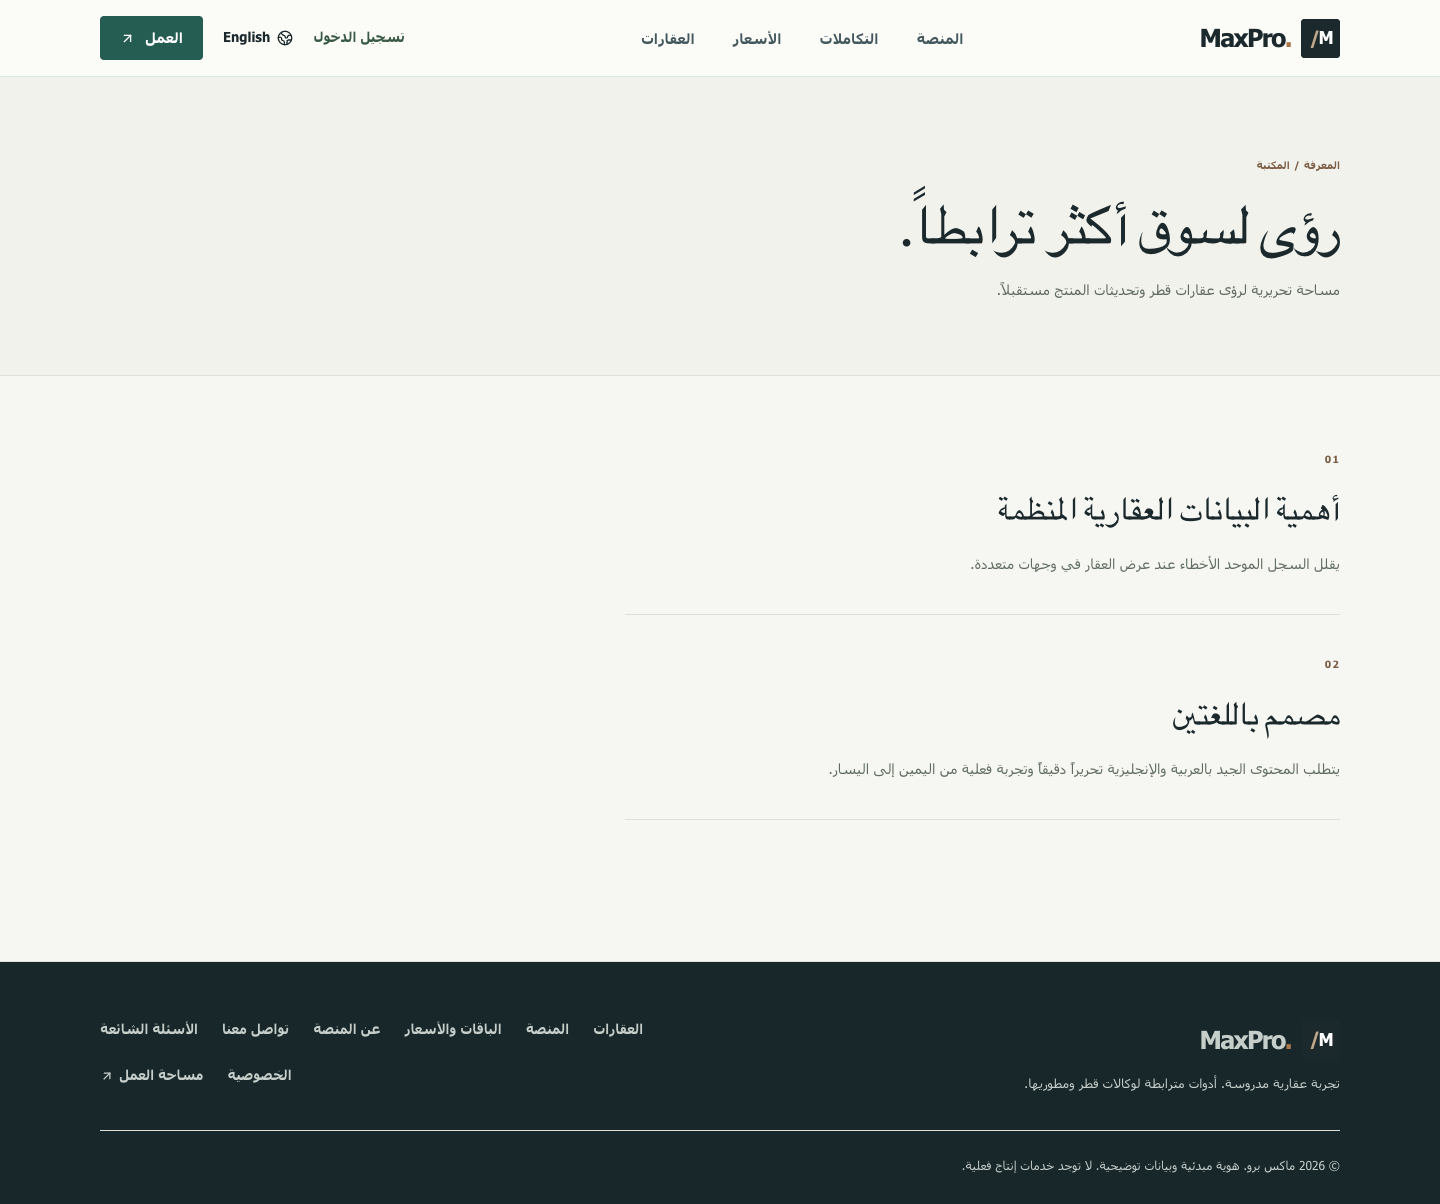 M/ MaxPro.
المنصة
التكاملات
الأسعار
العقارات
تسجيل الدخول
English
العمل
المعرفة / المكتبة
رؤى لسوق أكثر ترابطاً.
مساحة تحريرية لرؤى عقارات قطر وتحديثات المنتج مستقبلاً.
01
أهمية البيانات العقارية المنظمة
يقلل السجل الموحد الأخطاء عند عرض العقار في وجهات متعددة.
02
مصمم باللغتين
يتطلب المحتوى الجيد بالعربية والإنجليزية تحريراً دقيقاً وتجربة فعلية من اليمين إلى اليسار.
M/ MaxPro.
تجربة عقارية مدروسة. أدوات مترابطة لوكالات قطر ومطوريها.
العقارات
المنصة
الباقات والأسعار
عن المنصة
تواصل معنا
الأسئلة الشائعة
الخصوصية
مساحة العمل
© 2026 ماكس برو. هوية مبدئية وبيانات توضيحية. لا توجد خدمات إنتاج فعلية.